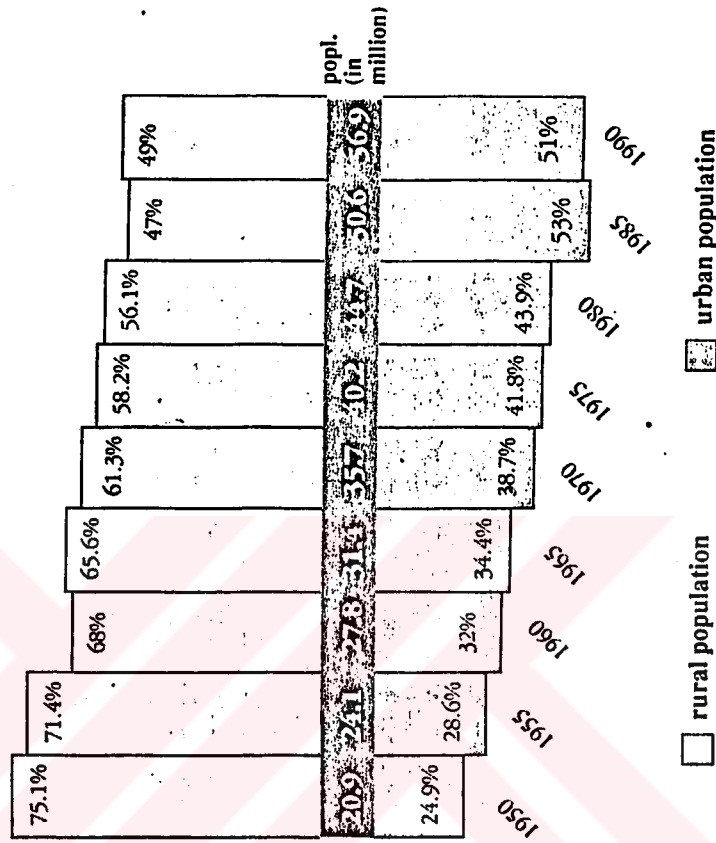 75.1% 71.4% 68% 65.6% 61.3% 58.2% 56.1% 47% 49%
popl.
(in
million)
20.9 24.1 27.8 31.4 35.7 40.2 50.6 56.9
24.9% 28.6% 32% 34.4% 38.7% 41.8% 43.9% 53% 51%
1950 1955 1960 1965 1970 1975 1980 1985 1990
rural population
urban population